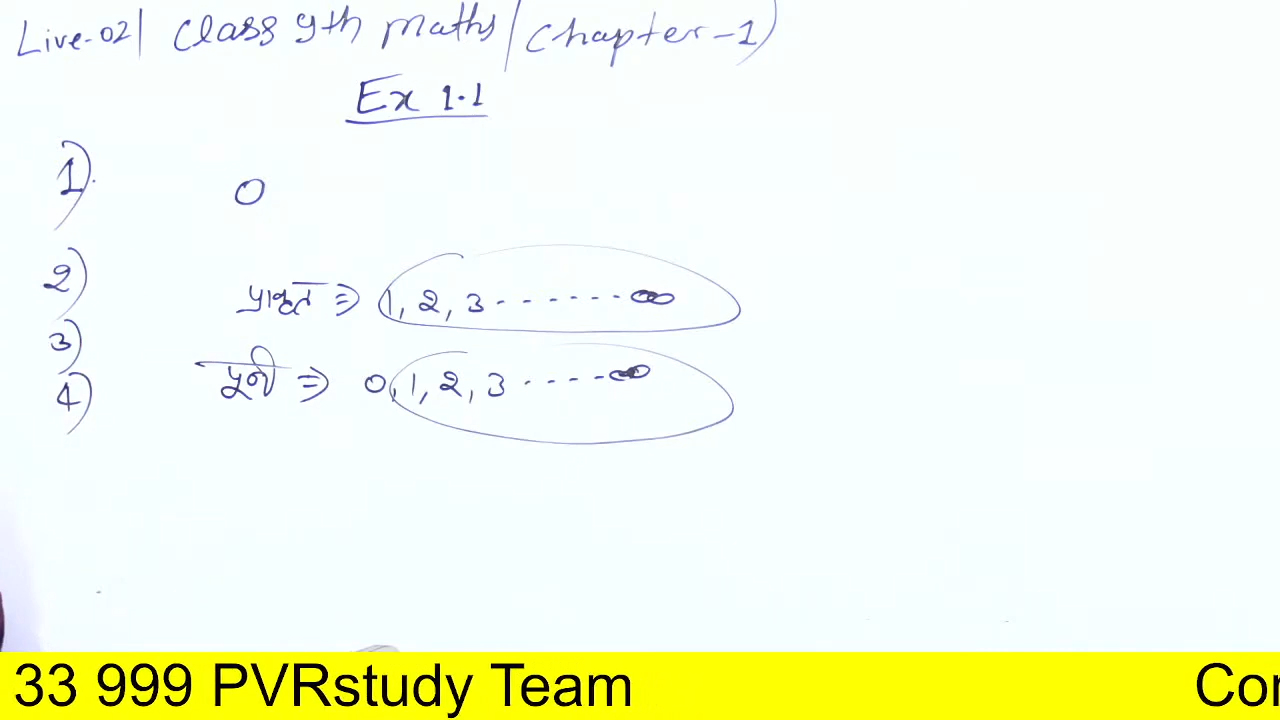 Live-02| Class 9th Maths/(Chapter-1)
Ex 1.1
1)
0
2)
प्राकृत ⇒ 1, 2, 3 ------- ∞
3)
पूर्ण ⇒ 0, 1, 2, 3 ----- ∞
4)
33 999 PVRstudy Team
Con